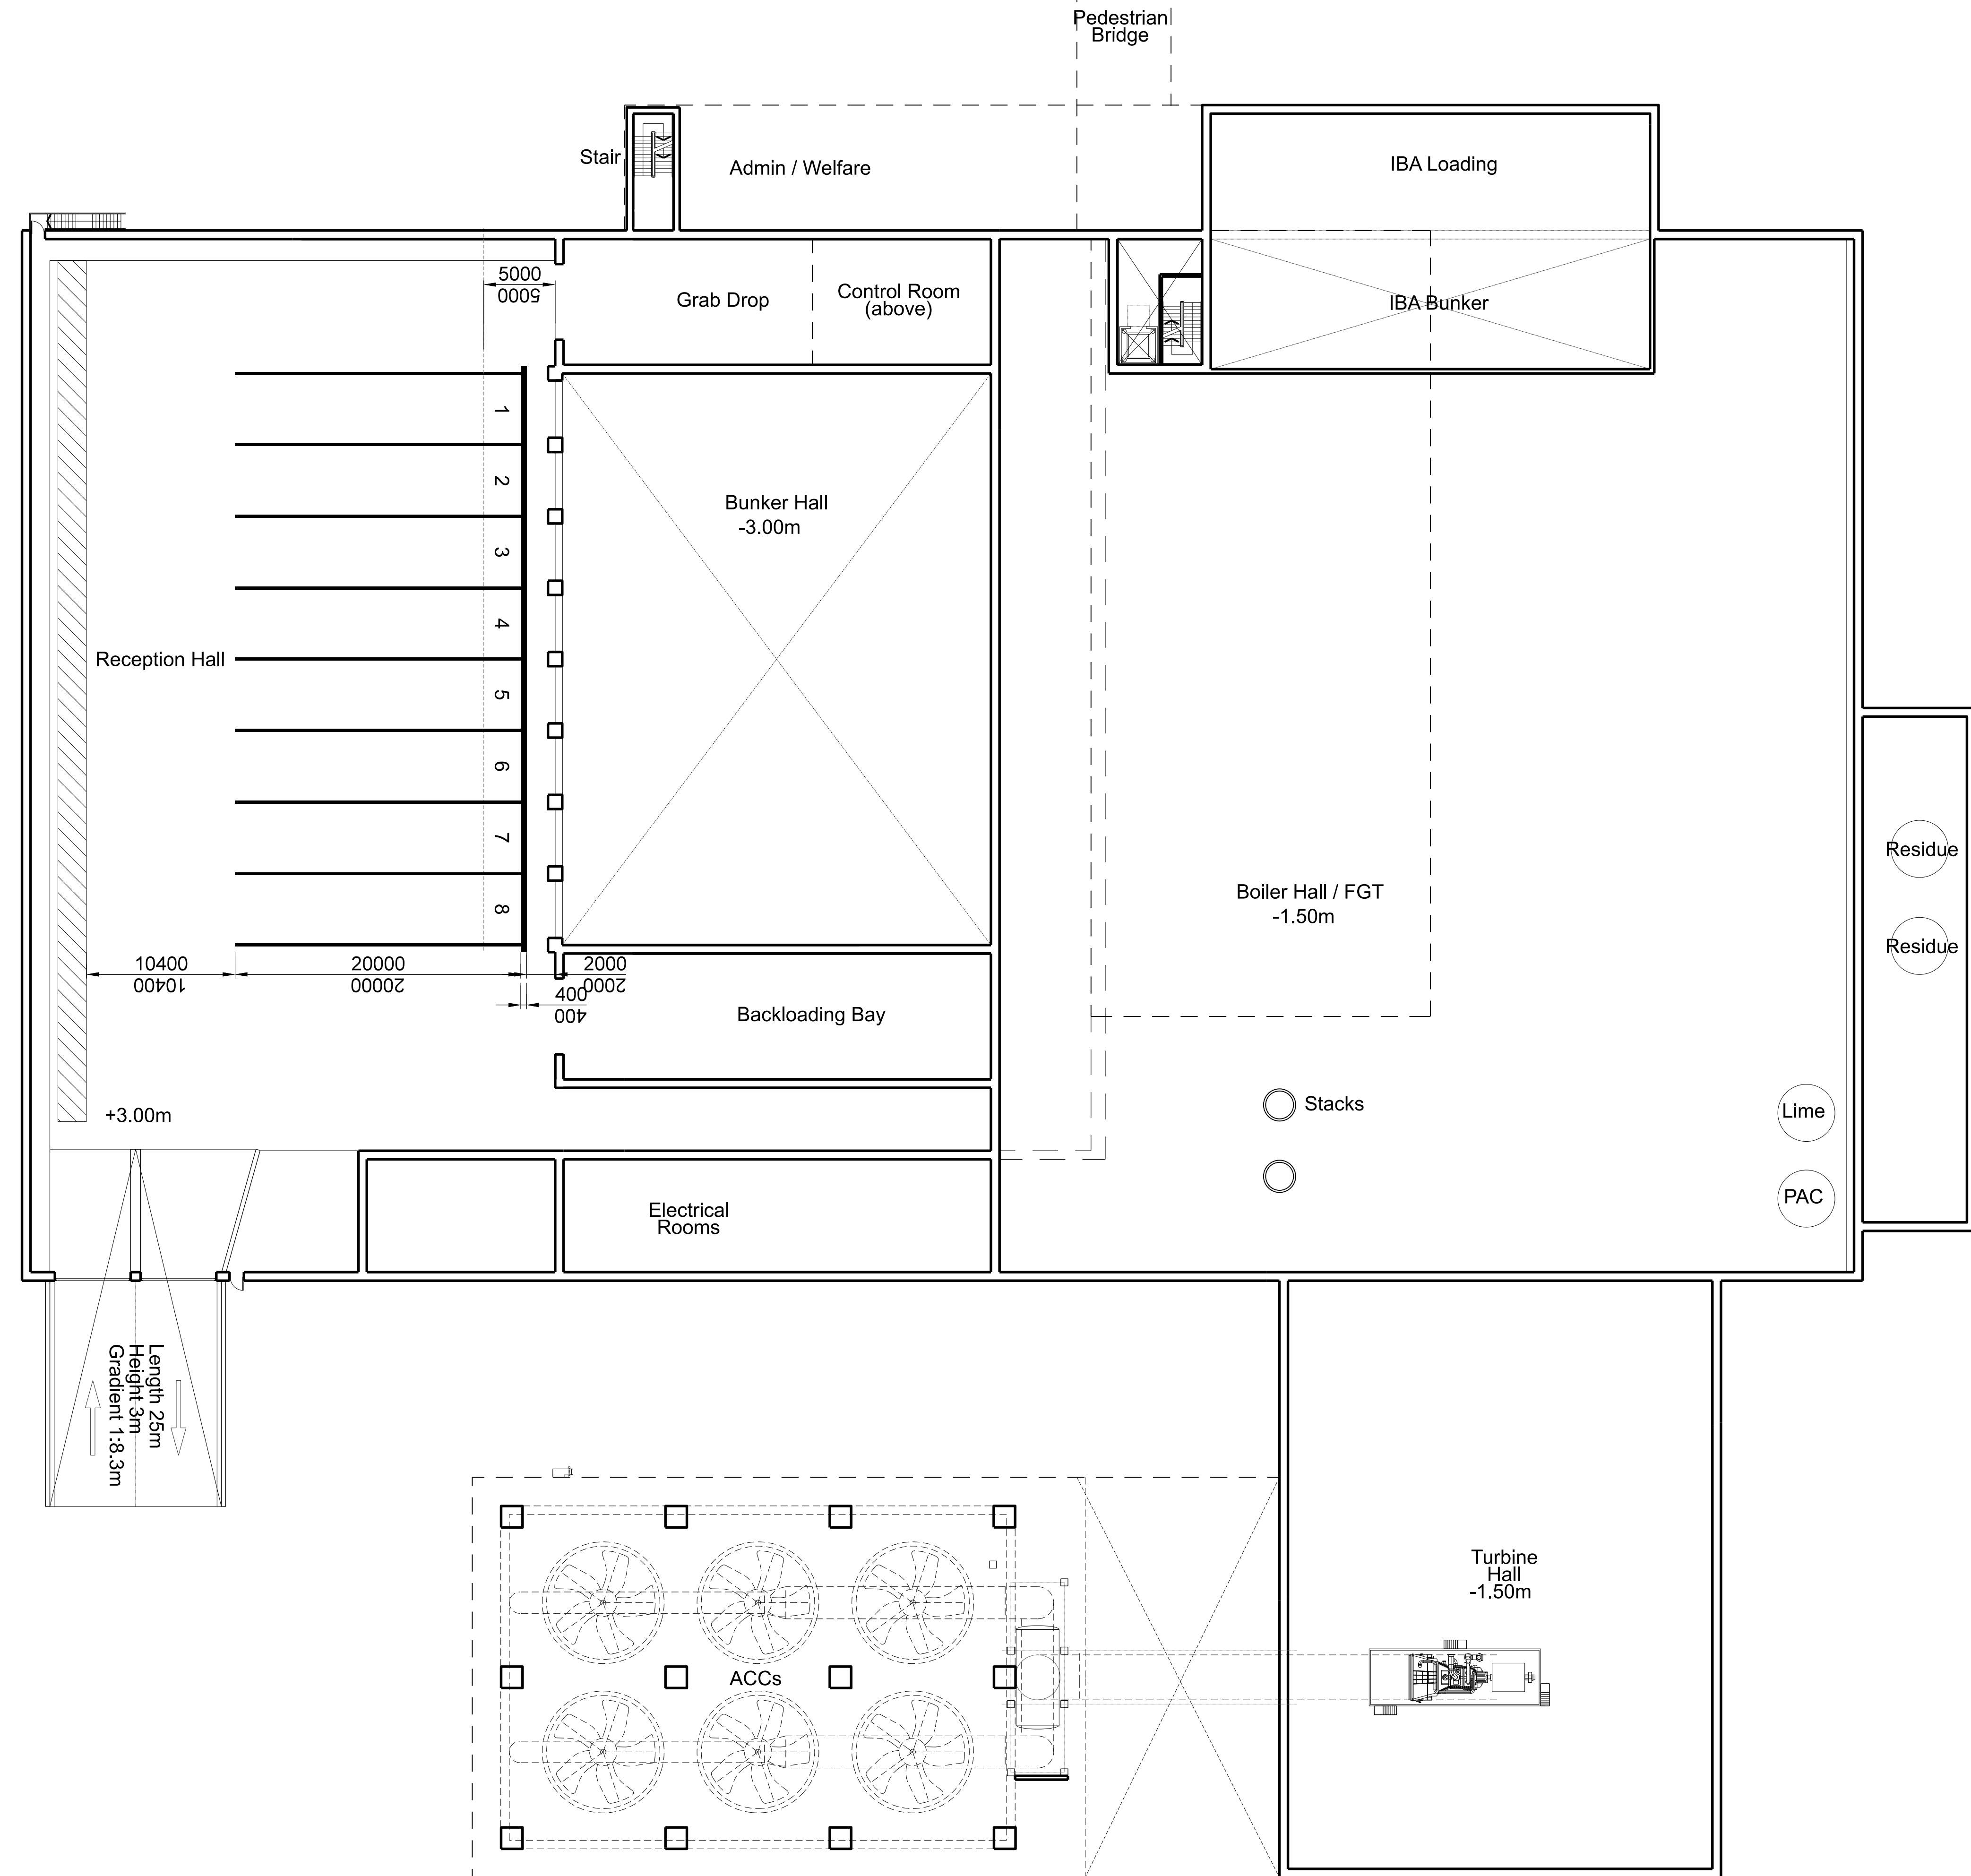 Pedestrian
Bridge
Stair
Admin / Welfare
IBA Loading
5000
5000
Grab Drop
Control Room
(above)
IBA Bunker
1
2
3
4
5
6
7
8
Bunker Hall
-3.00m
Reception Hall
Boiler Hall / FGT
-1.50m
Residue
Residue
10400
10400
20000
20000
2000
2000
400
400
Backloading Bay
+3.00m
Stacks
Lime
PAC
Electrical
Rooms
Length 25m
Height 3m
Gradient 1:8.3m
Turbine
Hall
-1.50m
ACCs